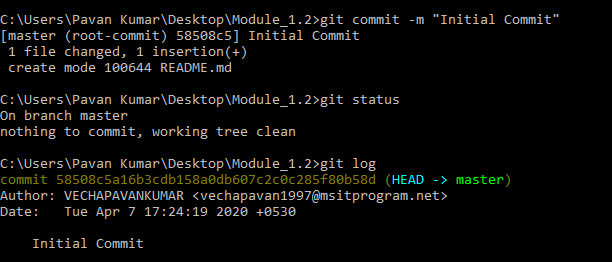 C:\Users\Pavan Kumar\Desktop\Module_1.2>git commit -m "Initial Commit"
[master (root-commit) 58508c5] Initial Commit
 1 file changed, 1 insertion(+)
 create mode 100644 README.md

C:\Users\Pavan Kumar\Desktop\Module_1.2>git status
On branch master
nothing to commit, working tree clean

C:\Users\Pavan Kumar\Desktop\Module_1.2>git log
commit 58508c5a16b3cdb158a0db607c2c0c285f80b58d (HEAD -> master)
Author: VECHAPAVANKUMAR <vechapavan1997@msitprogram.net>
Date:   Tue Apr 7 17:24:19 2020 +0530

    Initial Commit